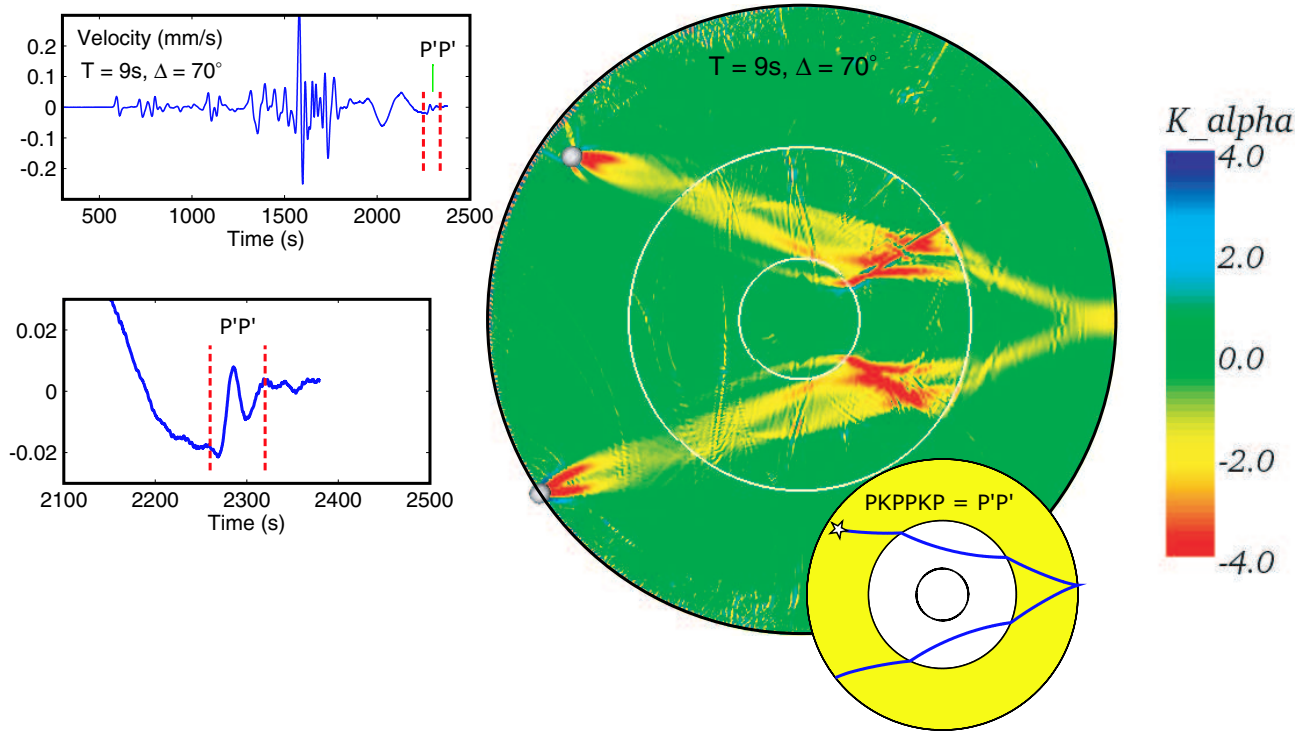 Velocity (mm/s)
T = 9s, Δ = 70°
P'P'
0.2
0.1
0
-0.1
-0.2
500
1000
1500
2000
2500
Time (s)
P'P'
0.02
0
-0.02
2100
2200
2300
2400
2500
Time (s)
T = 9s, Δ = 70°
PKPPKP = P'P'
K_alpha
4.0
2.0
0.0
-2.0
-4.0